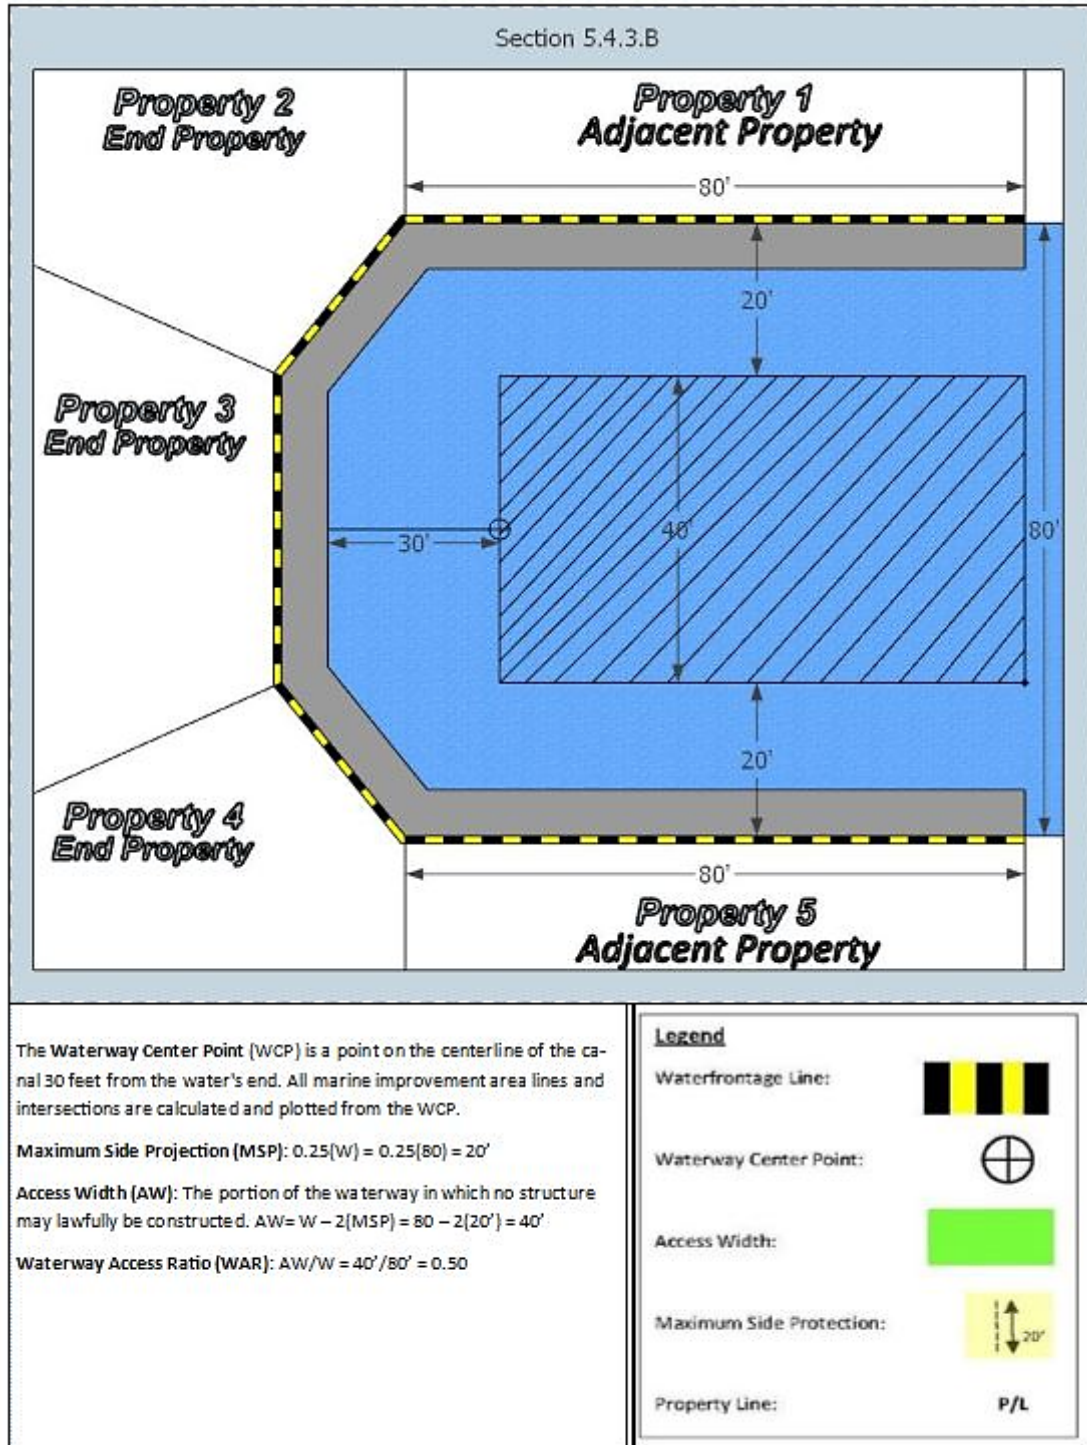 Section 5.4.3.B
Property 2
End Property
Property 1
Adjacent Property
80'
20'
Property 3
End Property
30'
40'
80'
20'
Property 4
End Property
80'
Property 5
Adjacent Property
The Waterway Center Point (WCP) is a point on the centerline of the ca-
nal 30 feet from the water's end. All marine improvement area lines and
intersections are calculated and plotted from the WCP.
Maximum Side Projection (MSP): 0.25(W) = 0.25(80) = 20'
Access Width (AW): The portion of the waterway in which no structure
may lawfully be constructed. AW= W – 2(MSP) = 80 – 2(20') = 40'
Waterway Access Ratio (WAR): AW/W = 40'/80' = 0.50
Legend
Waterfrontage Line:
Waterway Center Point:
Access Width:
Maximum Side Protection:
20'
Property Line:
P/L